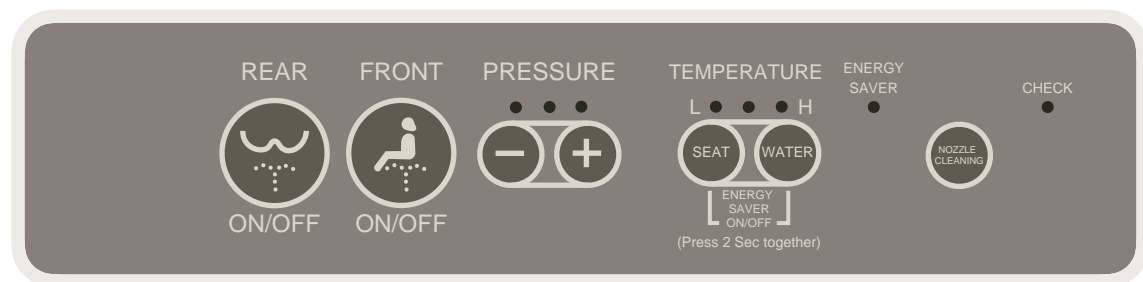 REAR
FRONT
PRESSURE
TEMPERATURE
ENERGY
SAVER
CHECK
L H
SEAT
WATER
NOZZLE
CLEANING
ENERGY
SAVER
ON/OFF
ON/OFF
ON/OFF
(Press 2 Sec together)